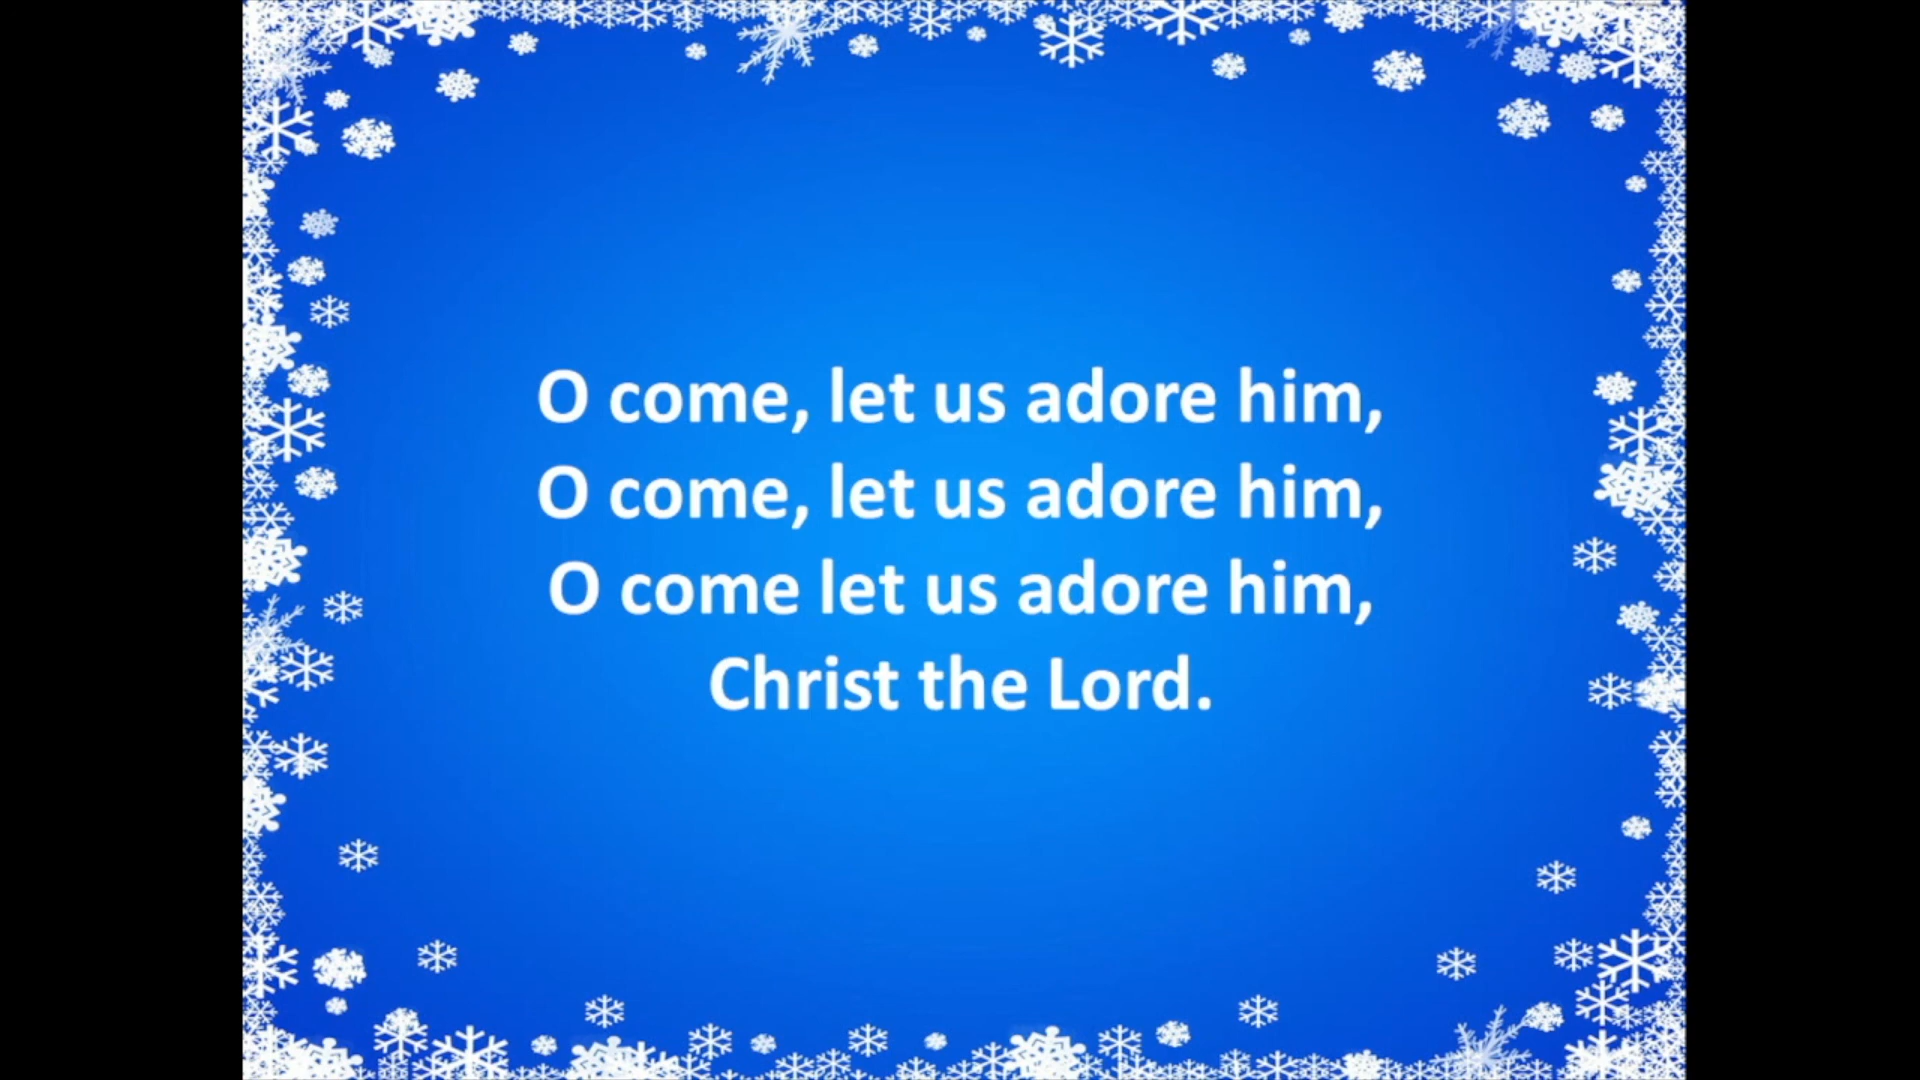 O come, let us adore him,
O come, let us adore him,
O come let us adore him,
Christ the Lord.